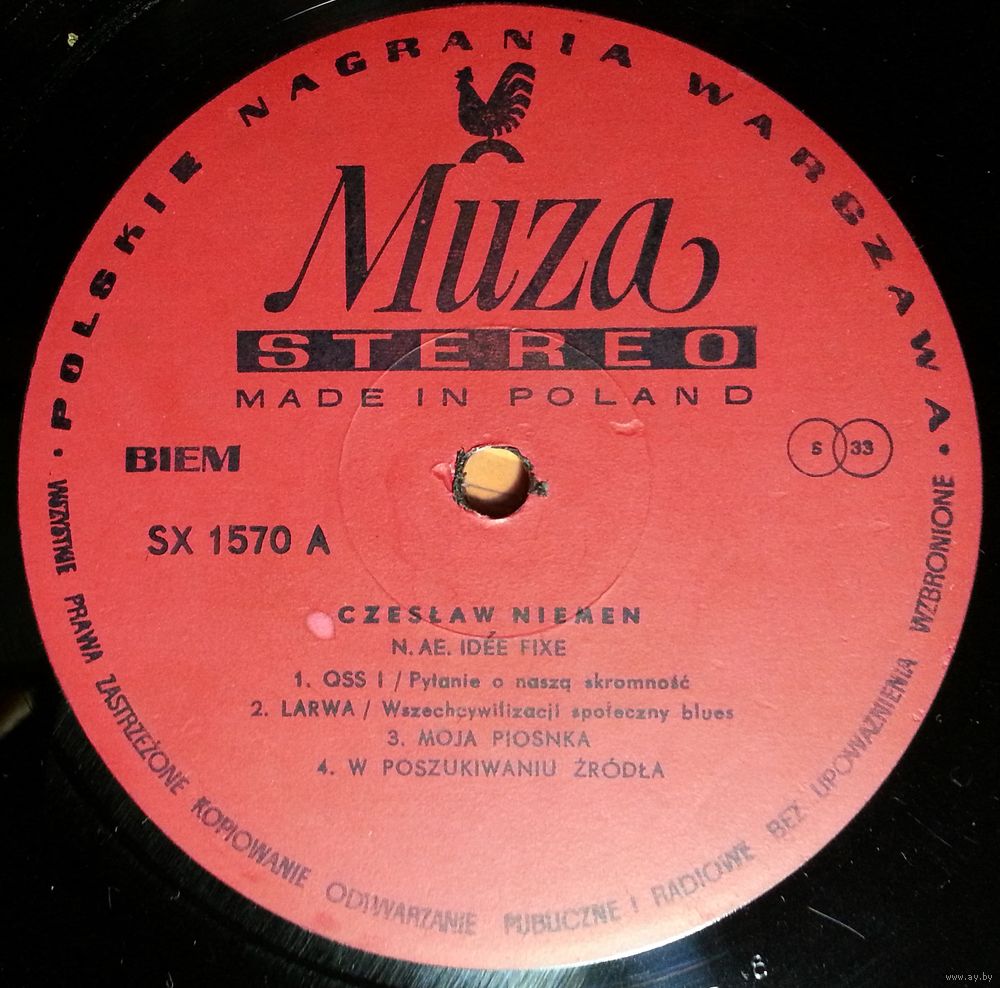 • POLSKIE NAGRANIA WARSZAWA •
Muza
STEREO
MADE IN POLAND
BIEM
S 33
SX 1570 A
CZESŁAW NIEMEN
N. AE. IDÉE FIXE
1. QSS I / Pytanie o naszą skromność
2. LARWA / Wszechcywilizacji społeczny blues
3. MOJA PIOSNKA
4. W POSZUKIWANIU ŹRÓDŁA
WSZYSTKIE PRAWA ZASTRZEŻONE KOPIOWANIE ODTWARZANIE PUBLICZNE I RADIOWE BEZ UPOWAŻNIENIA WZBRONIONE
6
www.ay.by